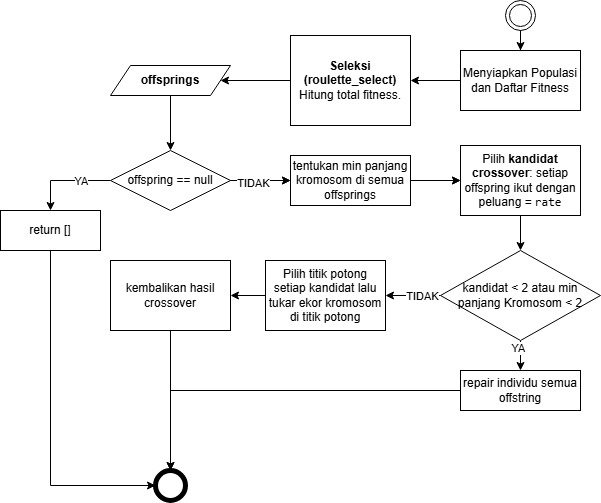 Menyiapkan Populasi
dan Daftar Fitness
Seleksi
(roulette_select)
Hitung total fitness.
offsprings
offspring == null
YA
TIDAK
return []
tentukan min panjang
kromosom di semua
offsprings
Pilih kandidat
crossover: setiap
offspring ikut dengan
peluang = rate
kandidat < 2 atau min
panjang Kromosom < 2
TIDAK
YA
Pilih titik potong
setiap kandidat lalu
tukar ekor kromosom
di titik potong
kembalikan hasil
crossover
repair individu semua
offstring